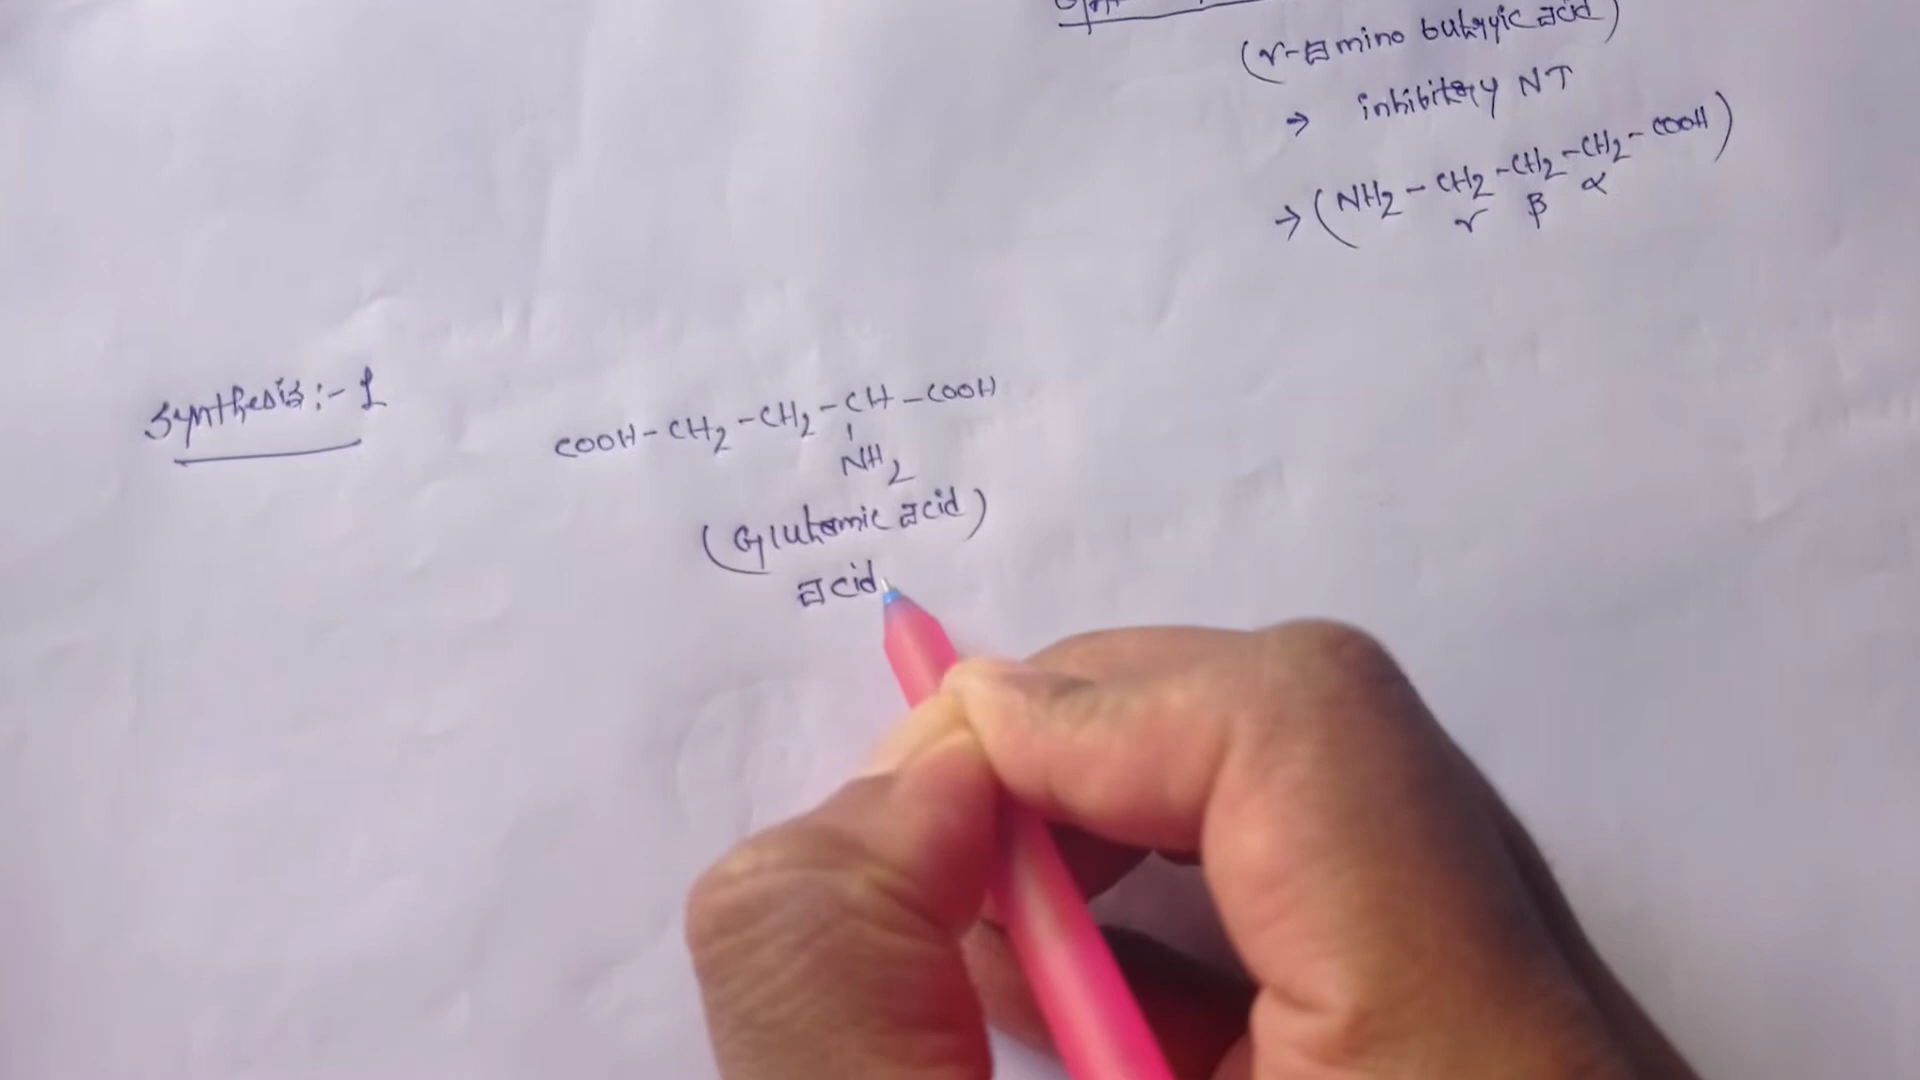 (γ-amino butyric acid)
→ inhibitory NT
→ (NH2 - CH2 - CH2 - CH2 - COOH)
γ β α
Synthesis:- 1
COOH - CH2 - CH2 - CH - COOH
NH2
(Glutamic acid)
acid